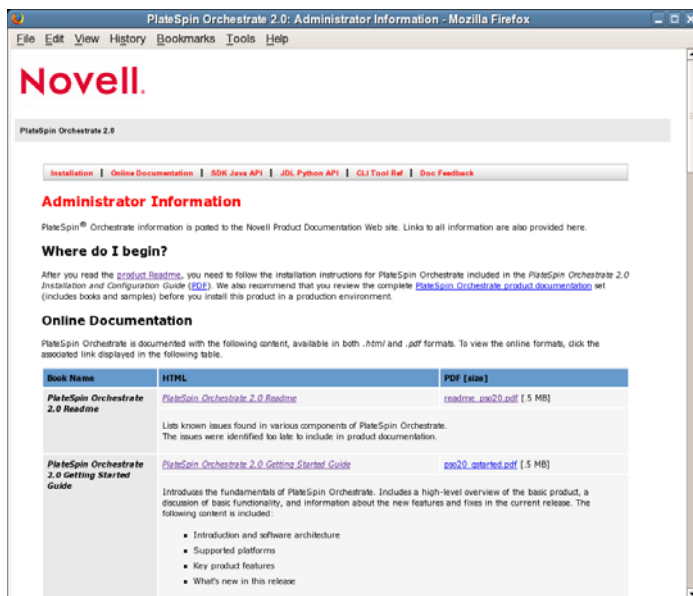 PlateSpin Orchestrate 2.0: Administrator Information - Mozilla Firefox
File Edit View History Bookmarks Tools Help
Novell.
PlateSpin Orchestrate 2.0
Installation | Online Documentation | SDK Java API | JDL Python API | CLI Tool Ref | Doc Feedback
Administrator Information
PlateSpin® Orchestrate information is posted to the Novell Product Documentation Web site. Links to all information are also provided here.
Where do I begin?
After you read the product Readme, you need to follow the installation instructions for PlateSpin Orchestrate included in the PlateSpin Orchestrate 2.0
Installation and Configuration Guide (PDF). We also recommend that you review the complete PlateSpin Orchestrate product documentation set
(includes books and samples) before you install this product in a production environment.
Online Documentation
PlateSpin Orchestrate is documented with the following content, available in both .html and .pdf formats. To view the online formats, click the
associated link displayed in the following table.
Book Name HTML PDF [size]
PlateSpin Orchestrate PlateSpin Orchestrate 2.0 Readme readme_pso20.pdf [.5 MB]
2.0 Readme
Lists known issues found in various components of PlateSpin Orchestrate.
The issues were identified too late to include in product documentation.
PlateSpin Orchestrate PlateSpin Orchestrate 2.0 Getting Started Guide pso20_qstarted.pdf [.5 MB]
2.0 Getting Started
Guide
Introduces the fundamentals of PlateSpin Orchestrate. Includes a high-level overview of the basic product, a
discussion of basic functionality, and information about the new features and fixes in the current release. The
following content is included:
▪ Introduction and software architecture
▪ Supported platforms
▪ Key product features
▪ What's new in this release